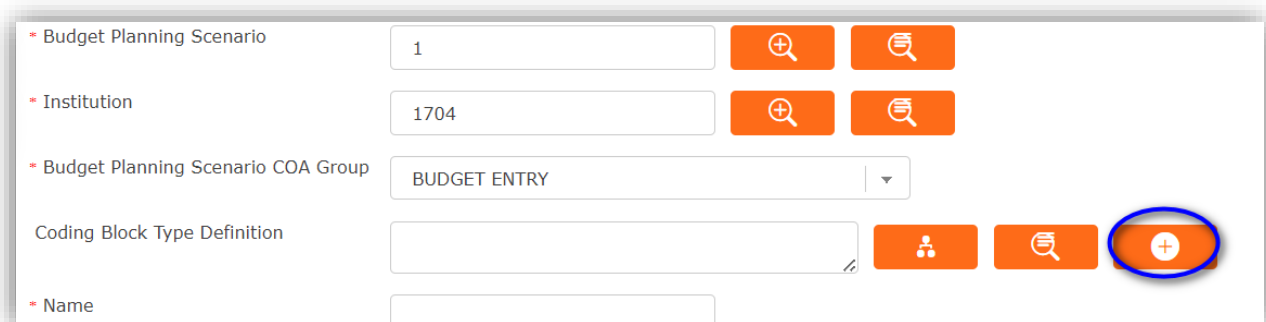 * Budget Planning Scenario
1
* Institution
1704
* Budget Planning Scenario COA Group
BUDGET ENTRY
Coding Block Type Definition
* Name